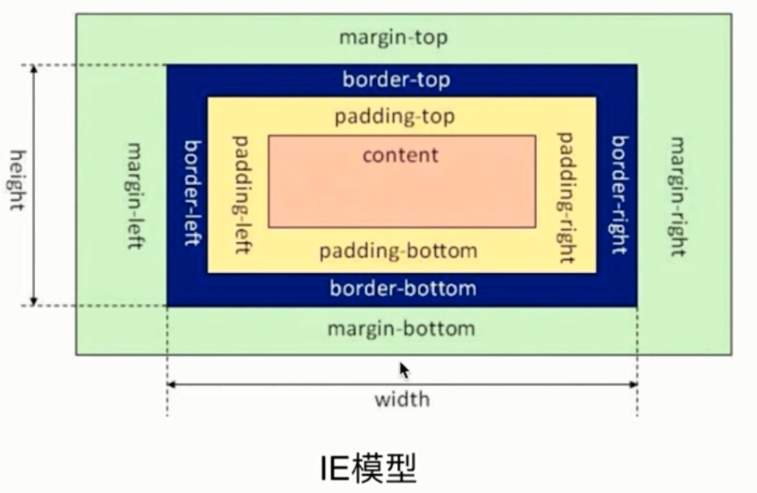 margin-top
border-top
padding-top
content
height
margin-left
border-left
padding-left
padding-right
border-right
margin-right
padding-bottom
border-bottom
margin-bottom
width
IE模型